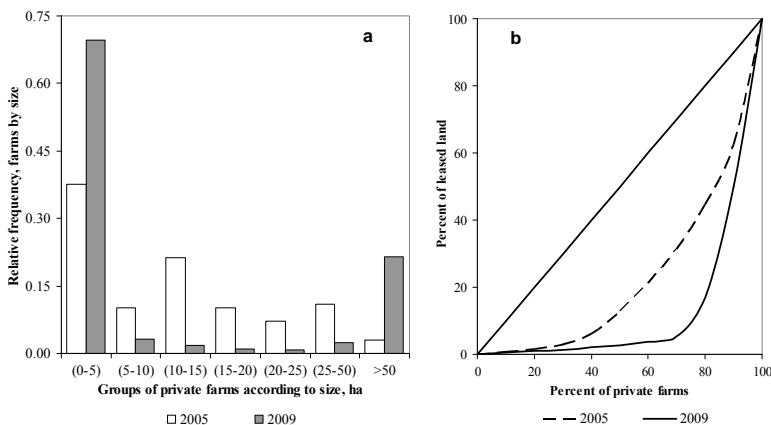 a
0.75
0.60
0.45
0.30
0.15
0.00
Relative frequency, farms by size
(0-5) (5-10) (10-15) (15-20) (20-25) (25-50) >50
Groups of private farms according to size, ha
2005 2009
b
100
80
60
40
20
0
Percent of leased land
0 20 40 60 80 100
Percent of private farms
2005 2009